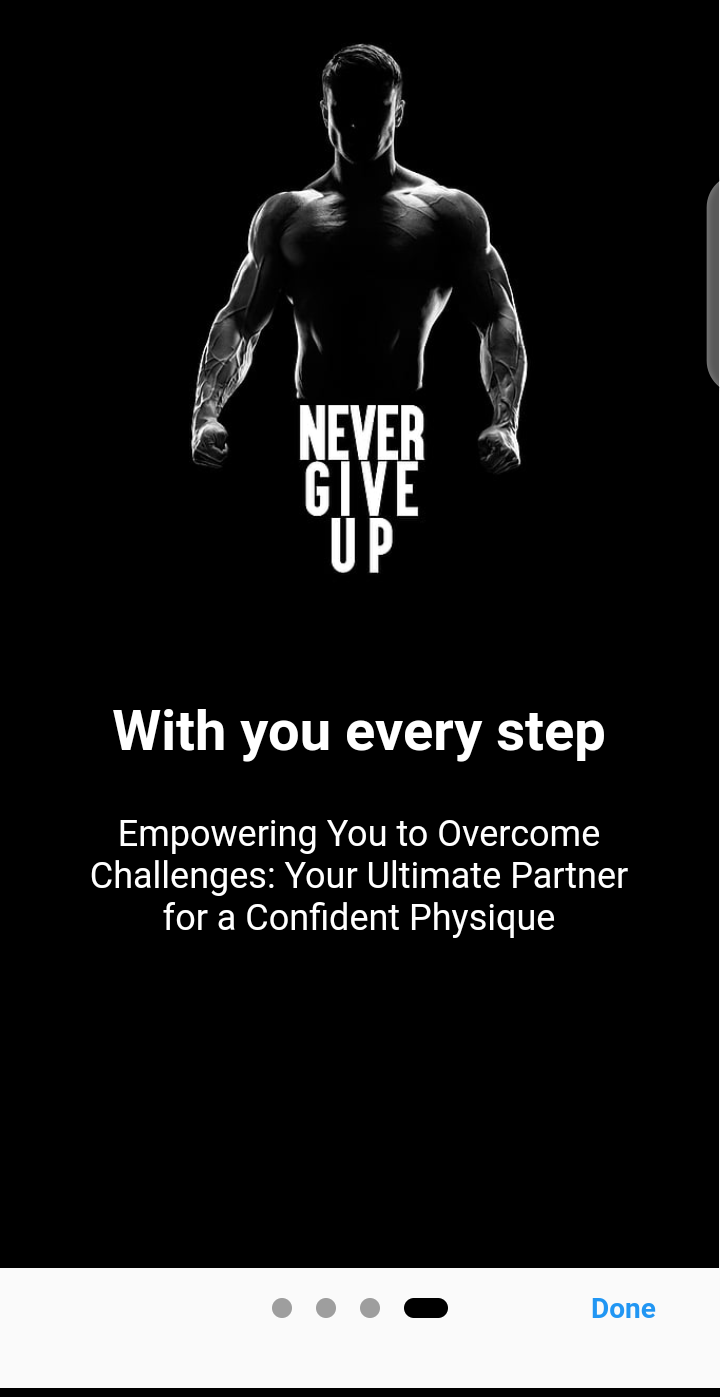 NEVER
GIVE
UP
With you every step
Empowering You to Overcome
Challenges: Your Ultimate Partner
for a Confident Physique
Done